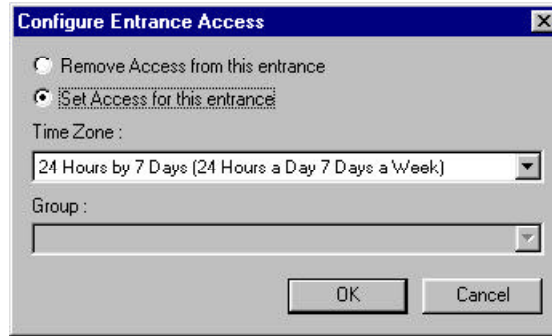 Configure Entrance Access
Remove Access from this entrance
Set Access for this entrance
Time Zone :
24 Hours by 7 Days (24 Hours a Day 7 Days a Week)
Group :
OK Cancel